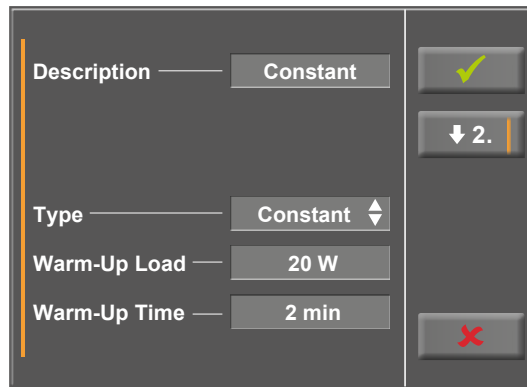 Description Constant
2.
Type Constant
Warm-Up Load 20 W
Warm-Up Time 2 min